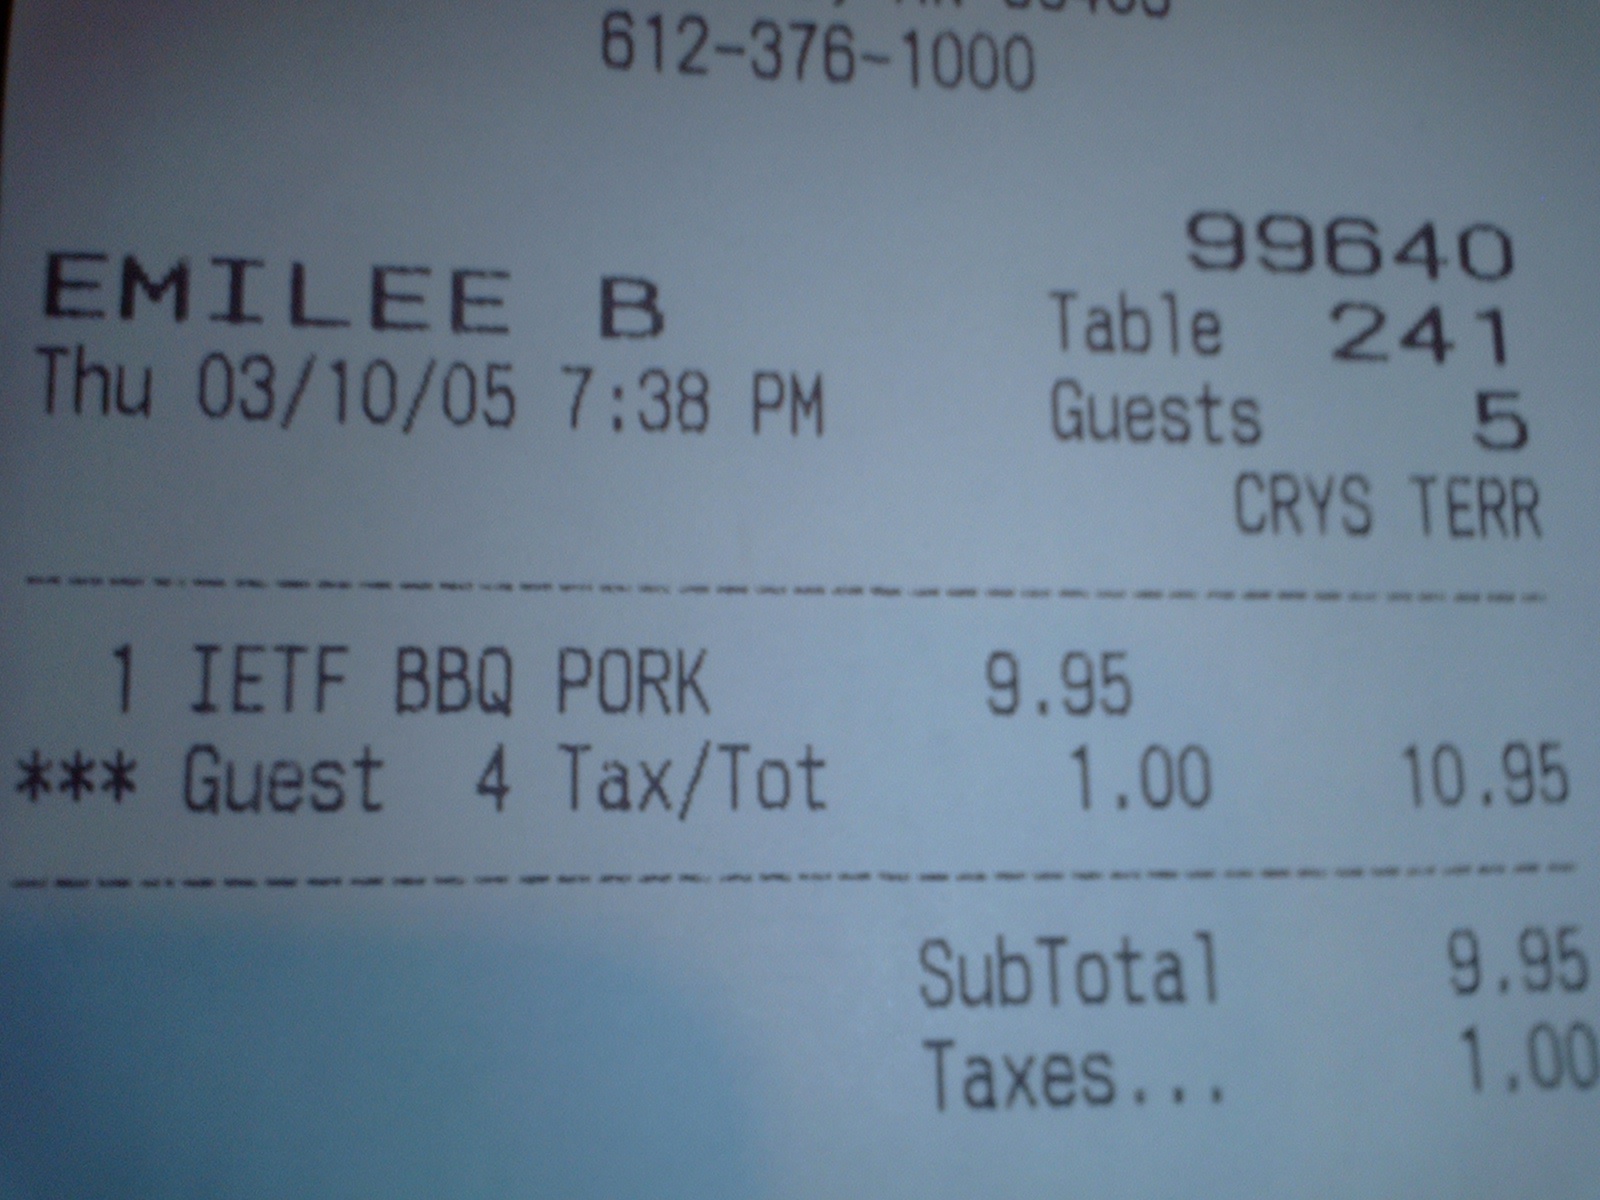 612-376-1000
99640
EMILEE B
Table 241
Thu 03/10/05 7:38 PM
Guests 5
CRYS TERR
1 IETF BBQ PORK 9.95
*** Guest 4 Tax/Tot 1.00 10.95
SubTotal 9.95
Taxes... 1.00